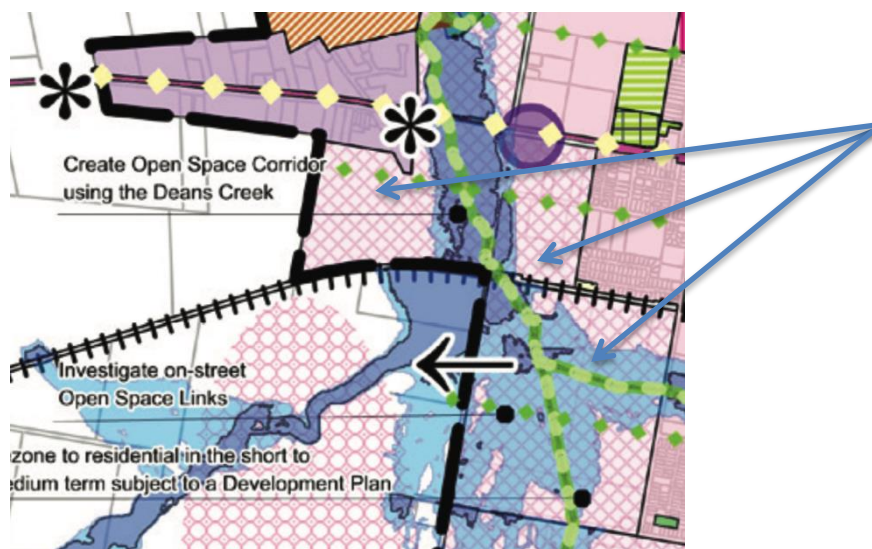 Create Open Space Corridor
using the Deans Creek
Investigate on-street
Open Space Links
zone to residential in the short to
edium term subject to a Development Plan